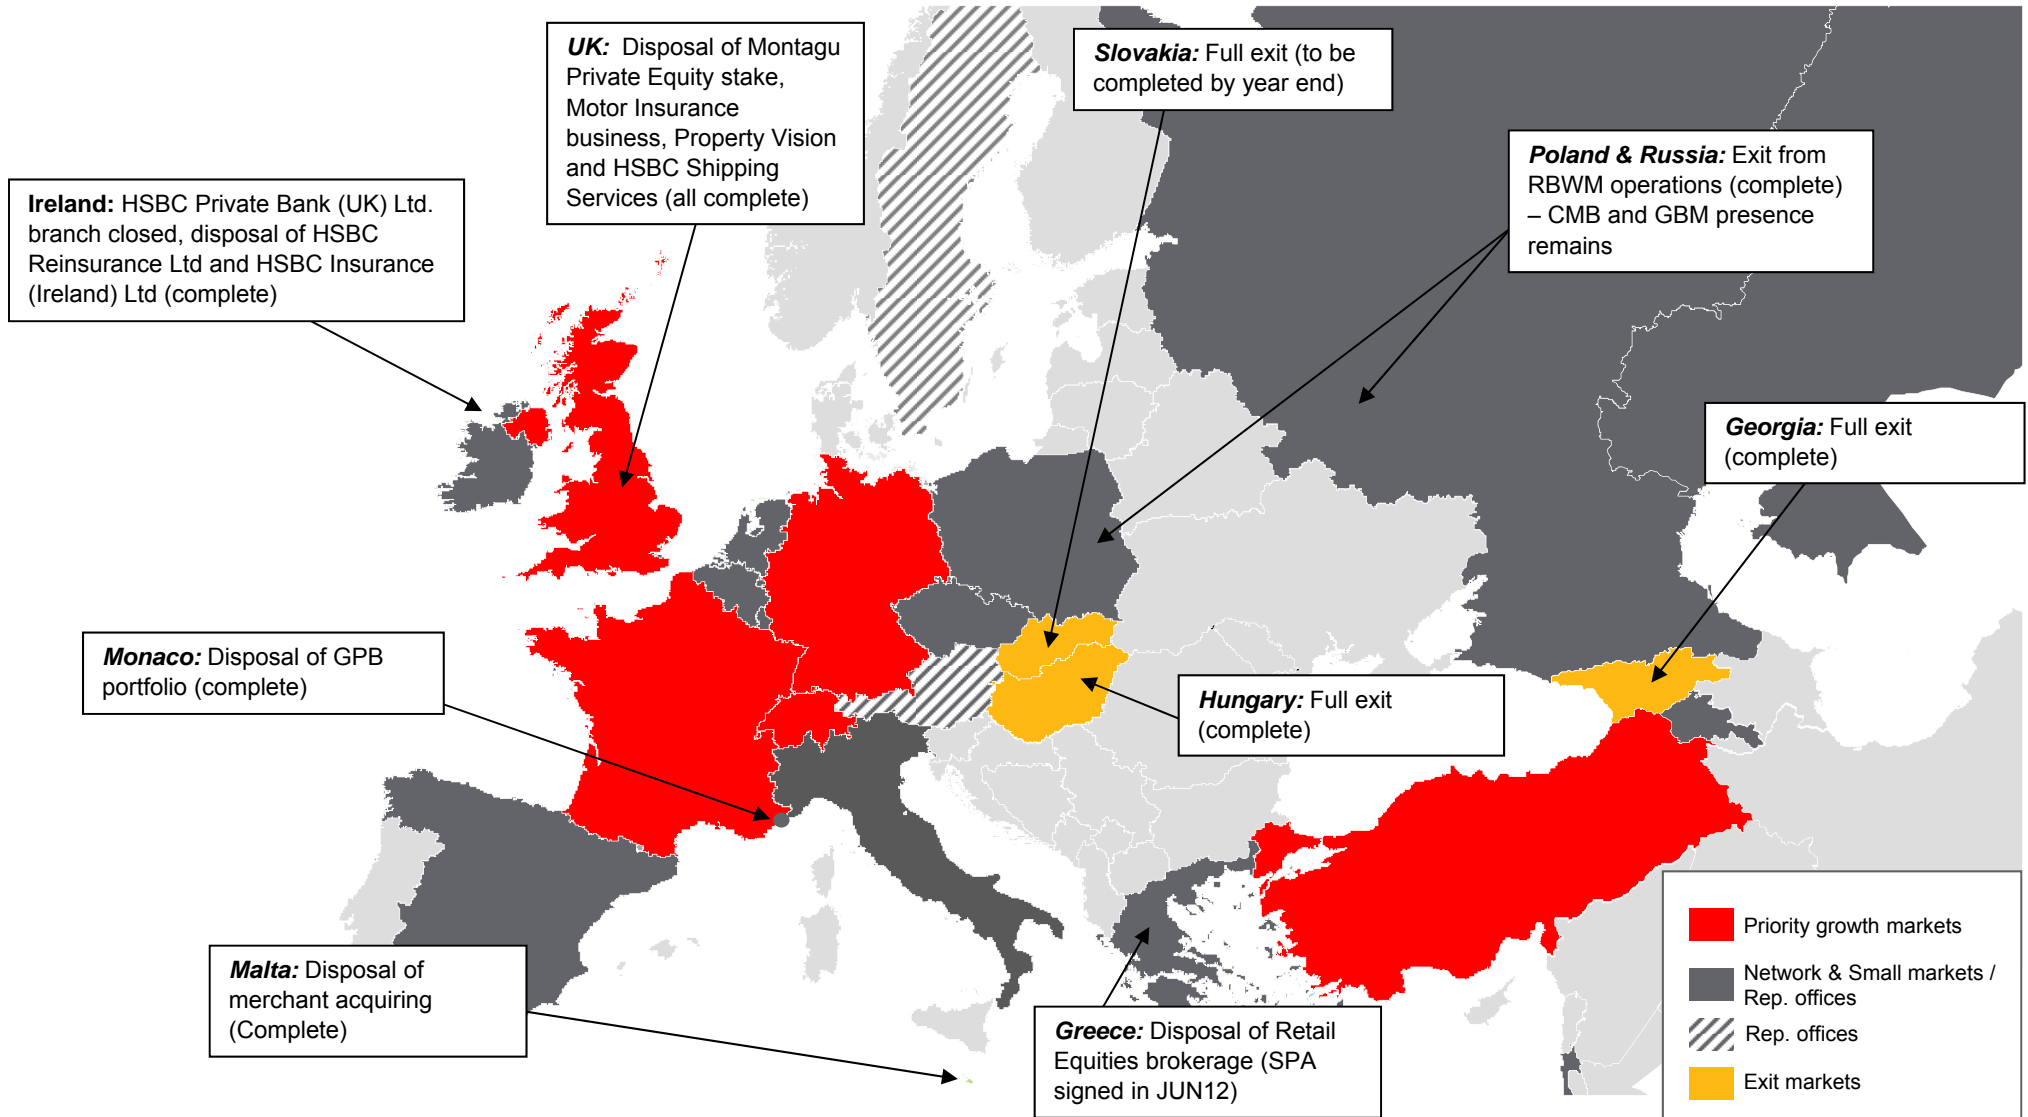 UK: Disposal of Montagu
Private Equity stake,
Motor Insurance
business, Property Vision
and HSBC Shipping
Services (all complete)
Slovakia: Full exit (to be
completed by year end)
Poland & Russia: Exit from
RBWM operations (complete)
– CMB and GBM presence
remains
Ireland: HSBC Private Bank (UK) Ltd.
branch closed, disposal of HSBC
Reinsurance Ltd and HSBC Insurance
(Ireland) Ltd (complete)
Georgia: Full exit
(complete)
Monaco: Disposal of GPB
portfolio (complete)
Hungary: Full exit
(complete)
Malta: Disposal of
merchant acquiring
(Complete)
Greece: Disposal of Retail
Equities brokerage (SPA
signed in JUN12)
Priority growth markets
Network & Small markets /
Rep. offices
Rep. offices
Exit markets